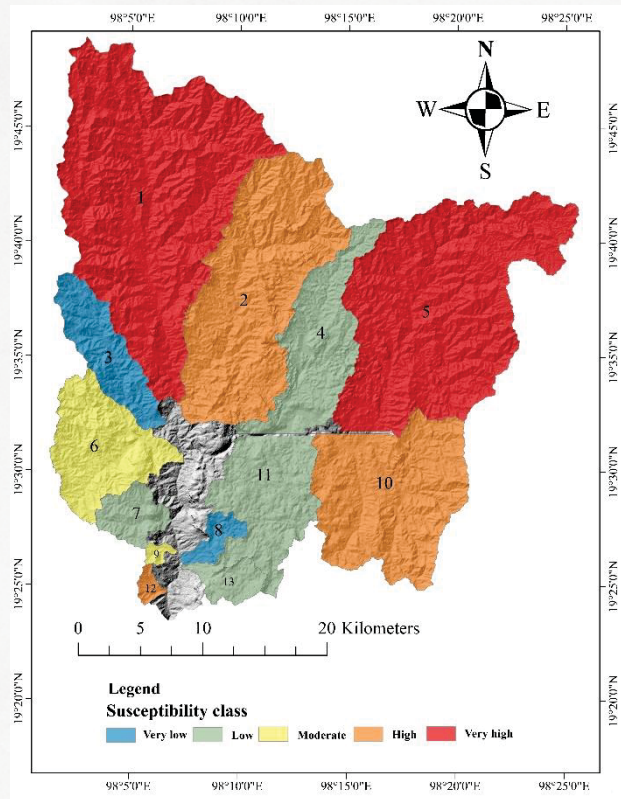 98°5'0"E 98°10'0"E 98°15'0"E 98°20'0"E 98°25'0"E
N
W E
S
19°45'0"N 19°45'0"N
1
19°40'0"N 19°40'0"N
2
4
5
3
19°35'0"N 19°35'0"N
6
19°30'0"N 19°30'0"N
11
10
7
8
9
12
13
19°25'0"N 19°25'0"N
0 5 10 20 Kilometers
19°20'0"N 19°20'0"N
Legend
Susceptibility class
Very low Low Moderate High Very high
98°5'0"E 98°10'0"E 98°15'0"E 98°20'0"E 98°25'0"E